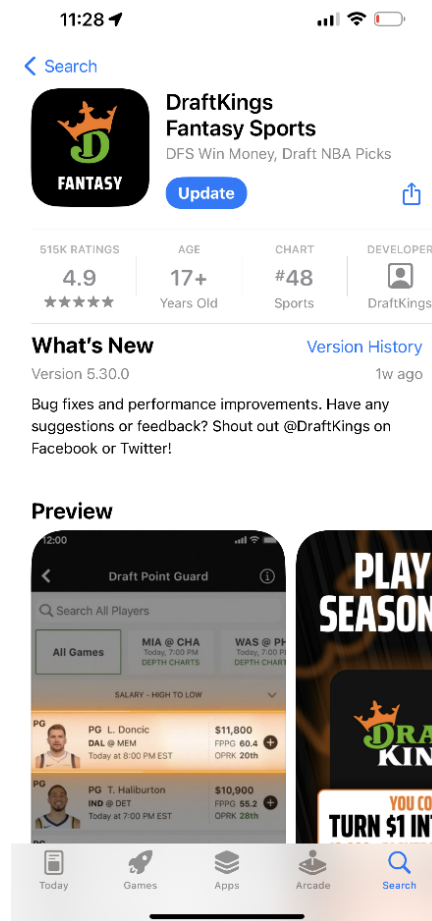 11:28
Search
DraftKings
Fantasy Sports
DFS Win Money, Draft NBA Picks
FANTASY
Update
515K RATINGS
AGE
CHART
DEVELOPER
4.9
17+
#48
Years Old
Sports
DraftKings
What's New
Version History
Version 5.30.0
1w ago
Bug fixes and performance improvements. Have any
suggestions or feedback? Shout out @DraftKings on
Facebook or Twitter!
Preview
12:00
Draft Point Guard
Search All Players
All Games
MIA @ CHA
Today, 7:00 PM
DEPTH CHARTS
WAS @ PH
Today, 7:00 P
DEPTH CHART
SALARY - HIGH TO LOW
PG
PG L. Doncic
$11,800
DAL @ MEM
FPPG 60.4
Today at 8:00 PM EST
OPRK 20th
PG
PG T. Haliburton
$10,900
IND @ DET
FPPG 55.2
Today at 7:00 PM EST
OPRK 28th
PLAY
SEASON
DRA
KIN
YOU CO
TURN $1 INT
Today
Games
Apps
Arcade
Search